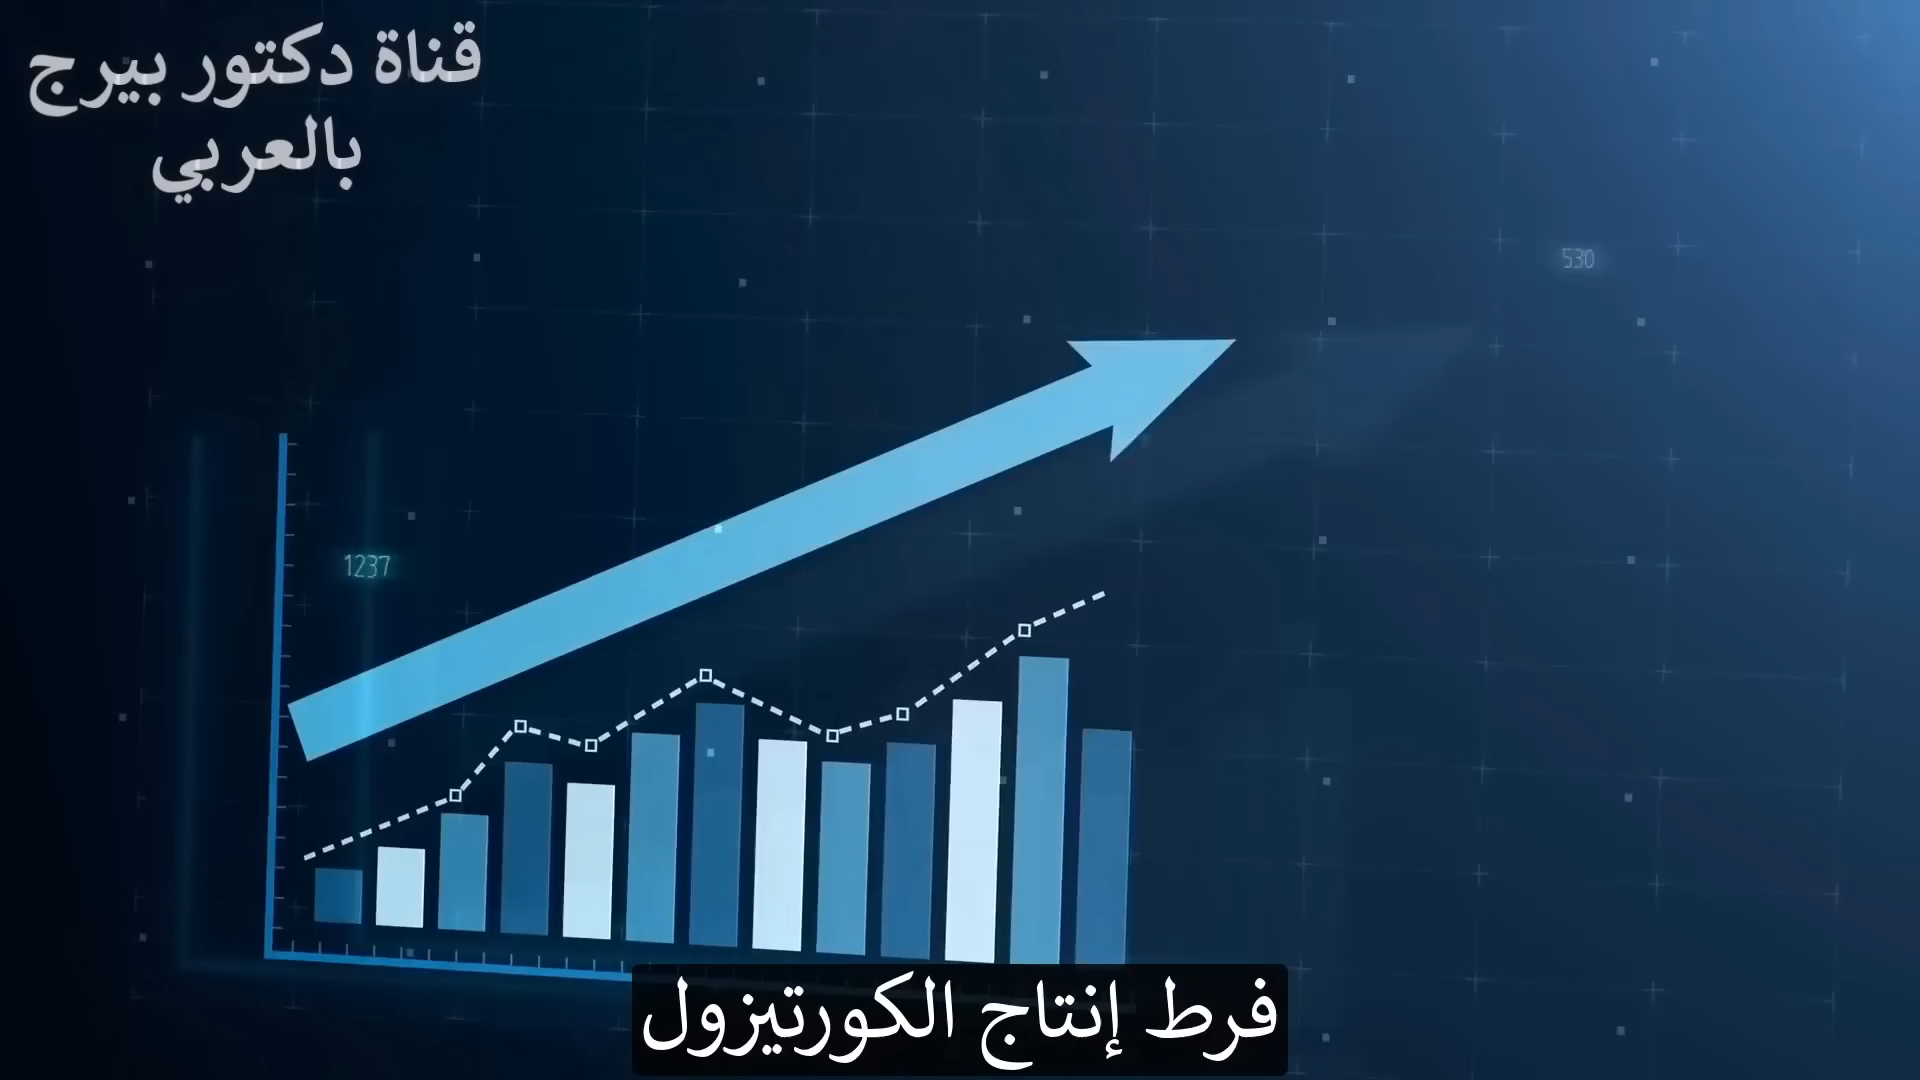 قناة دكتور بيرج
بالعربي
530
1237
فرط إنتاج الكورتيزول